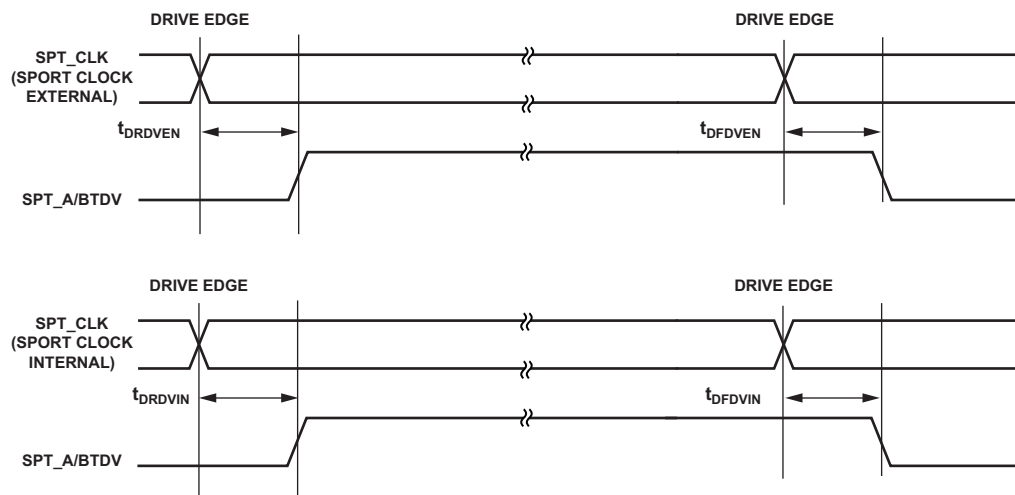 DRIVE EDGE
DRIVE EDGE
SPT_CLK
(SPORT CLOCK
EXTERNAL)
tDRDVEN
tDFDVEN
SPT_A/BTDV
DRIVE EDGE
DRIVE EDGE
SPT_CLK
(SPORT CLOCK
INTERNAL)
tDRDVIN
tDFDVIN
SPT_A/BTDV